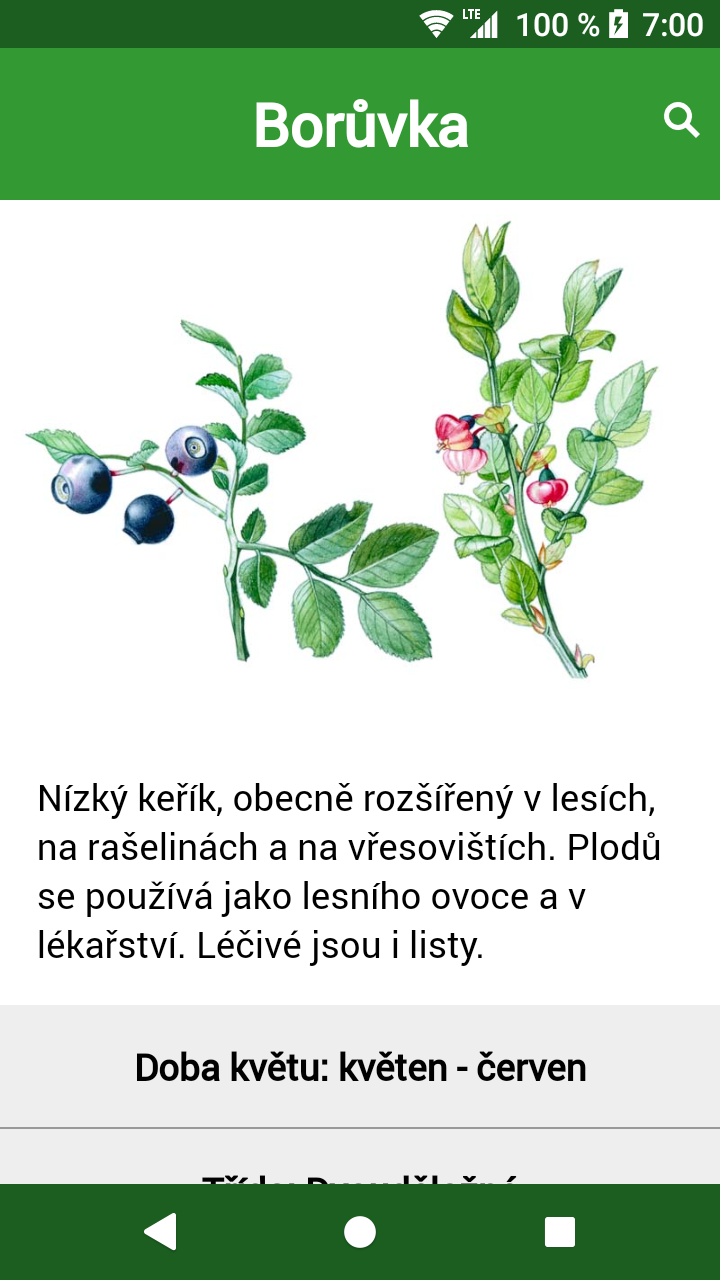 LTE 100 % 7:00
Borůvka
Nízký keřík, obecně rozšířený v lesích,
na rašelinách a na vřesovištích. Plodů
se používá jako lesního ovoce a v
lékařství. Léčivé jsou i listy.
Doba květu: květen - červen